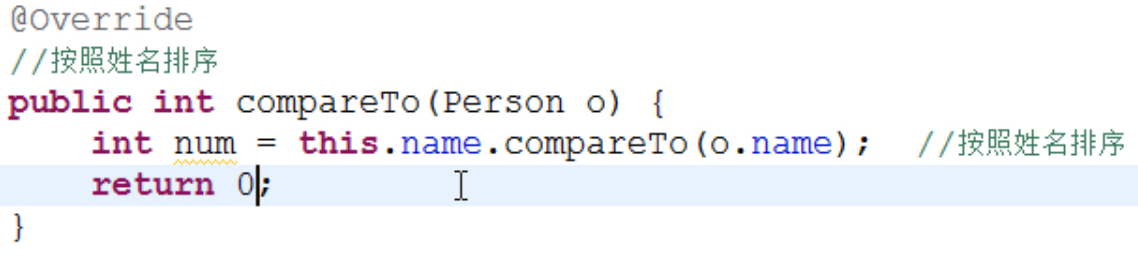 @Override
//按照姓名排序
public int compareTo(Person o) {
    int num = this.name.compareTo(o.name);  //按照姓名排序
    return 0;
}